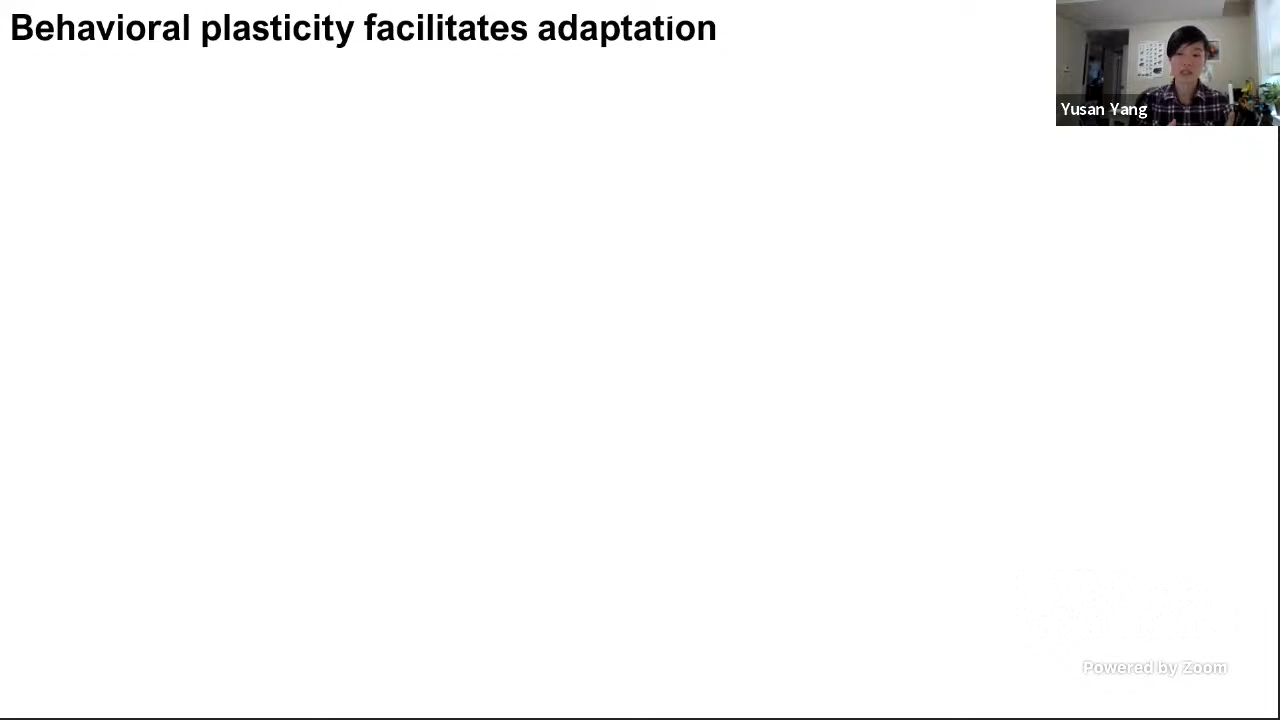 Behavioral plasticity facilitates adaptation
Yusan Yang
Powered by Zoom